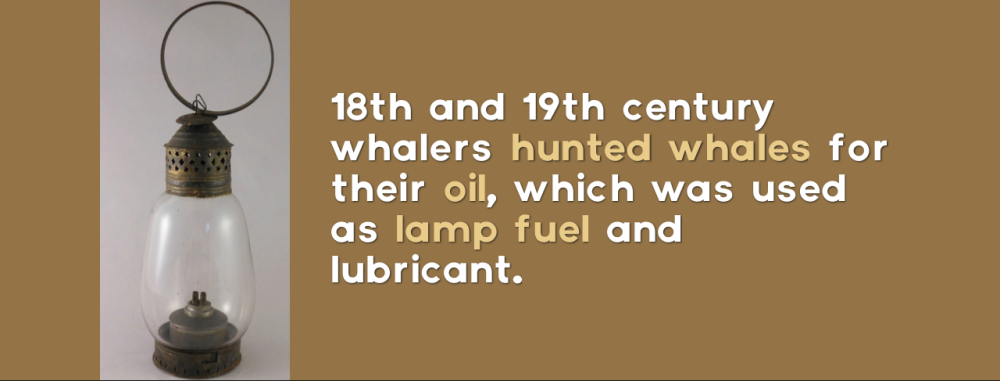 18th and 19th century
whalers hunted whales for
their oil, which was used
as lamp fuel and
lubricant.